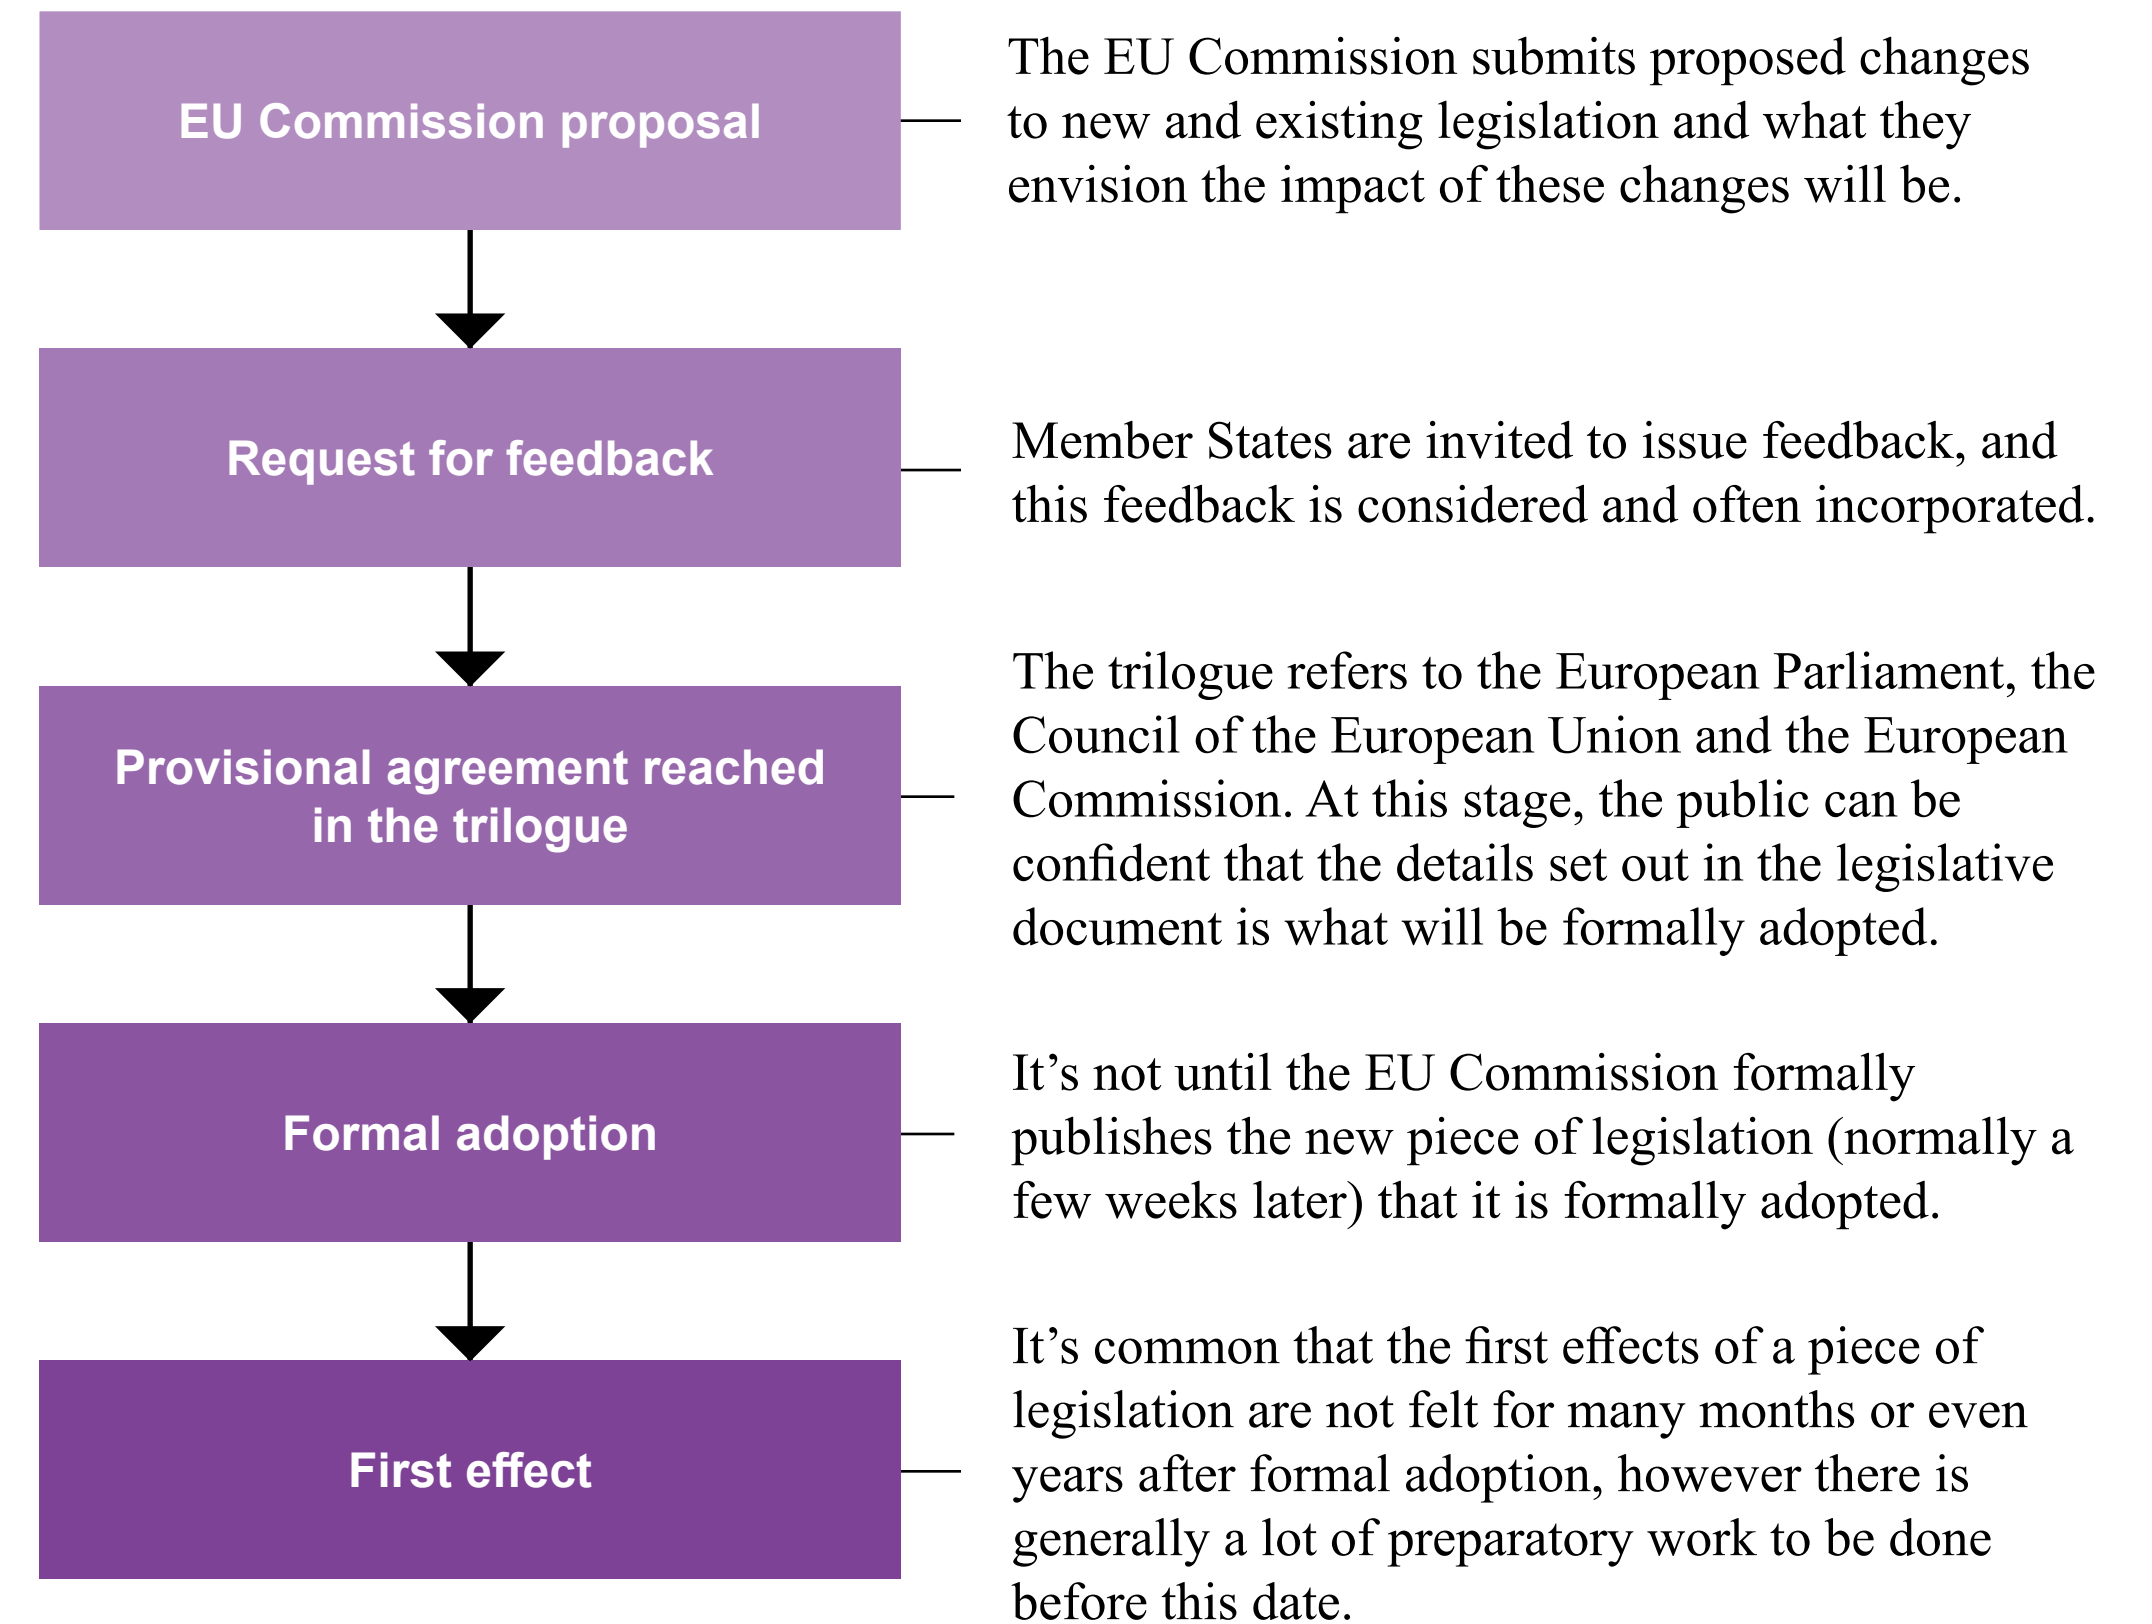 EU Commission proposal
The EU Commission submits proposed changes
to new and existing legislation and what they
envision the impact of these changes will be.
Request for feedback
Member States are invited to issue feedback, and
this feedback is considered and often incorporated.
Provisional agreement reached
in the trilogue
The trilogue refers to the European Parliament, the
Council of the European Union and the European
Commission. At this stage, the public can be
confident that the details set out in the legislative
document is what will be formally adopted.
Formal adoption
It’s not until the EU Commission formally
publishes the new piece of legislation (normally a
few weeks later) that it is formally adopted.
First effect
It’s common that the first effects of a piece of
legislation are not felt for many months or even
years after formal adoption, however there is
generally a lot of preparatory work to be done
before this date.